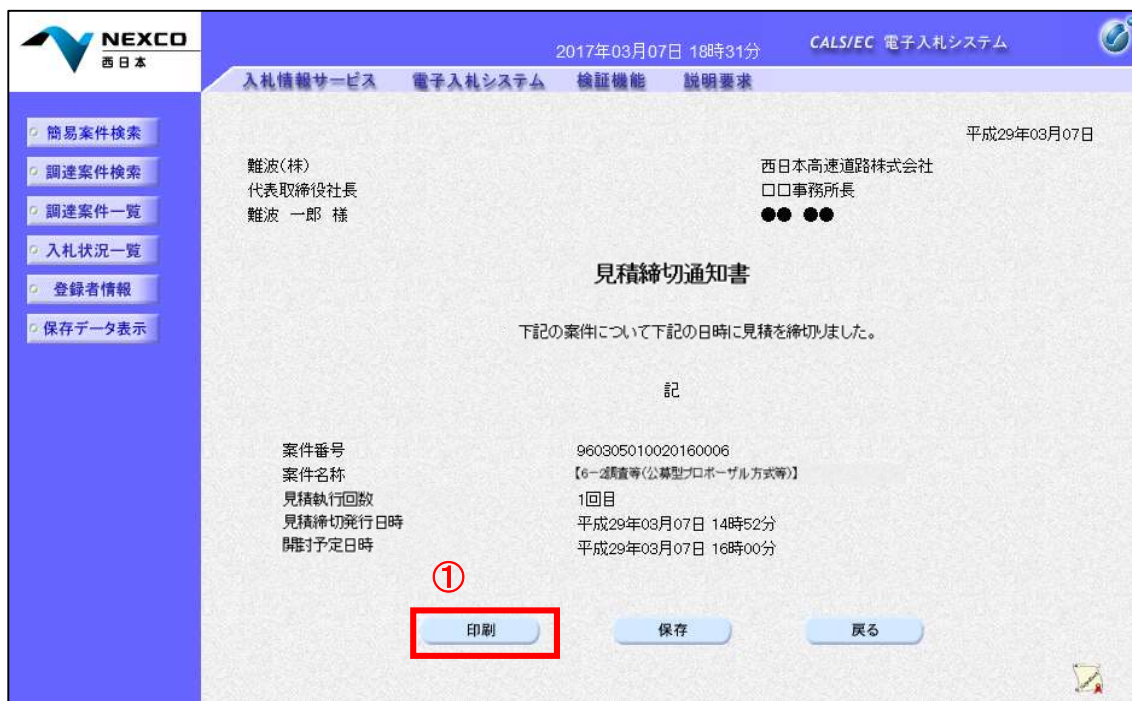 NEXCO
西日本
2017年03月07日 18時31分
CALS/EC 電子入札システム
入札情報サービス 電子入札システム 検証機能 説明要求
簡易案件検索
調達案件検索
調達案件一覧
入札状況一覧
登録者情報
保存データ表示
平成29年03月07日
難波(株)
代表取締役社長
難波 一郎 様
西日本高速道路株式会社
□□事務所長
●● ●●
見積締切通知書
下記の案件について下記の日時に見積を締切りました。
記
案件番号 960305010020160006
案件名称 【6-2調査等(公募型プロポーザル方式等)】
見積執行回数 1回目
見積締切発行日時 平成29年03月07日 14時52分
開封予定日時 平成29年03月07日 16時00分
①
印刷 保存 戻る